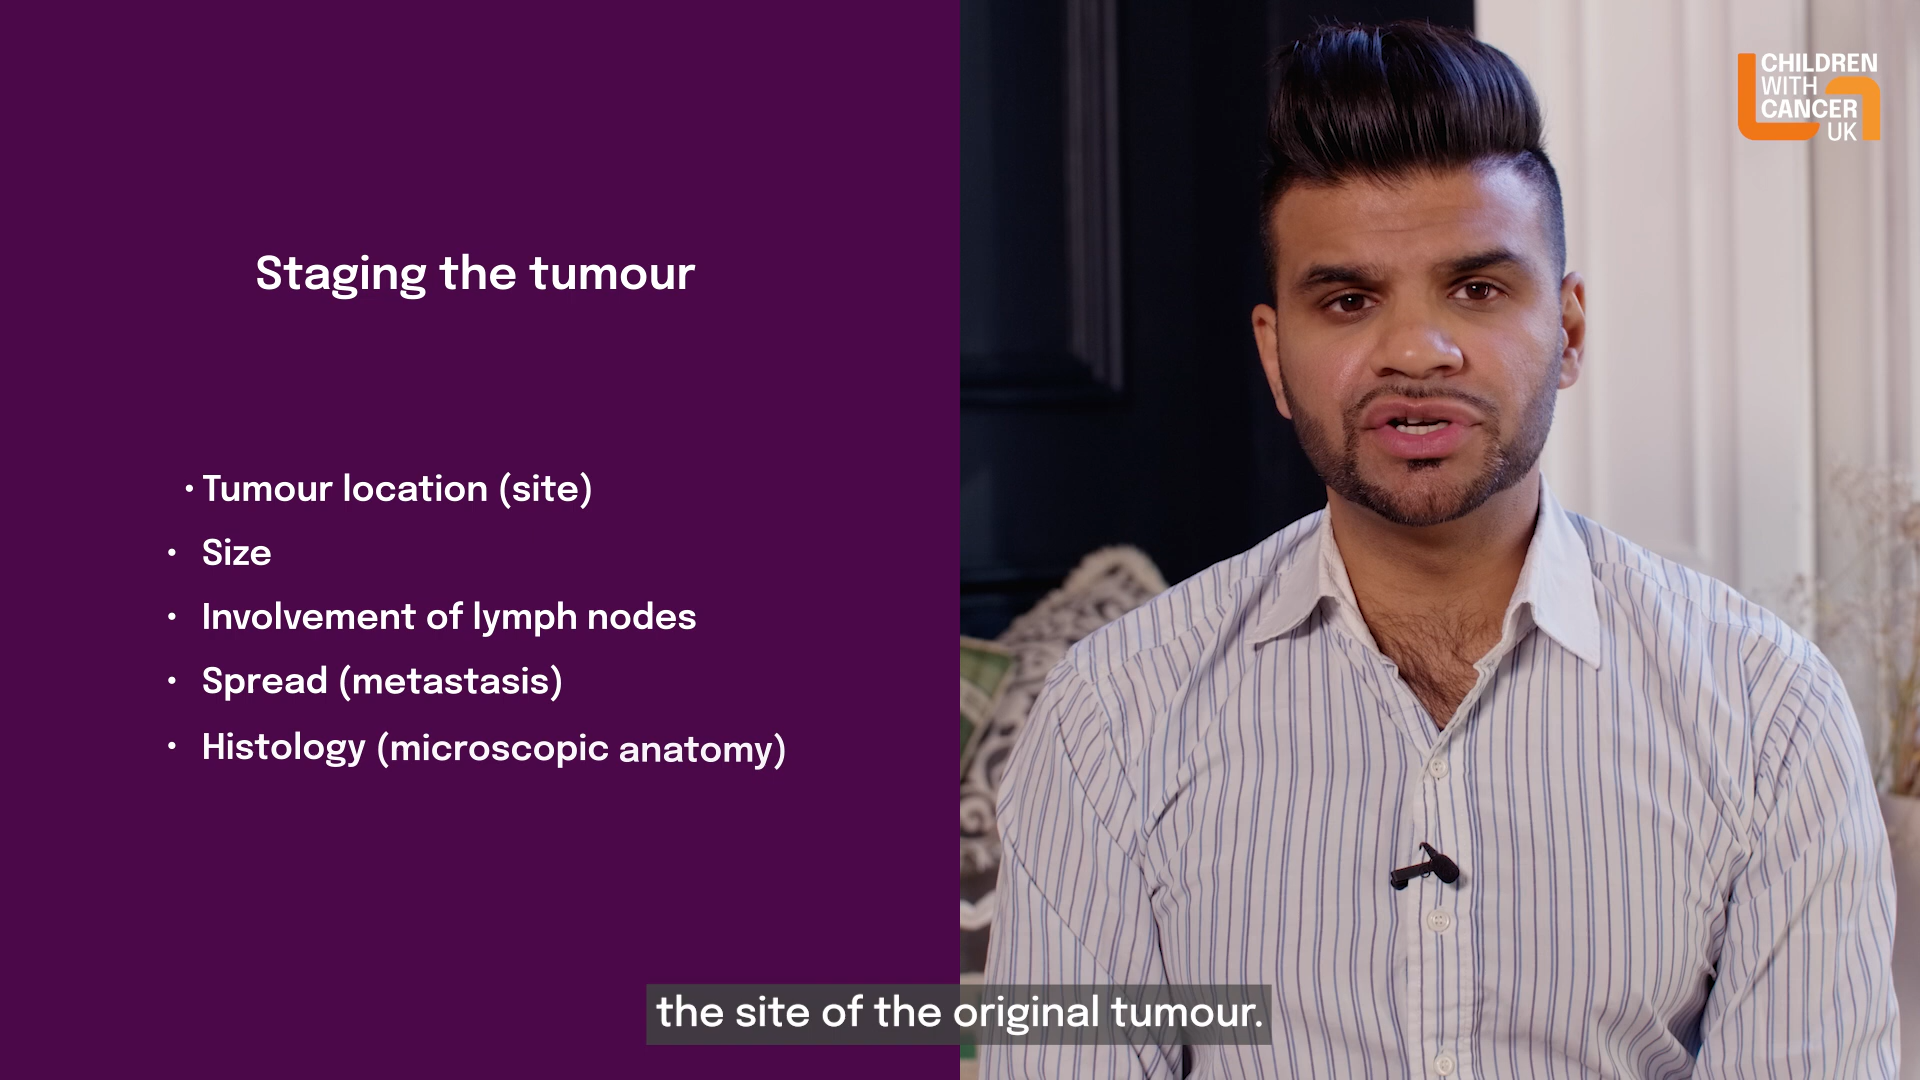 Staging the tumour
• Tumour location (site)
• Size
• Involvement of lymph nodes
• Spread (metastasis)
• Histology (microscopic anatomy)
CHILDREN
WITH
CANCER
UK
the site of the original tumour.